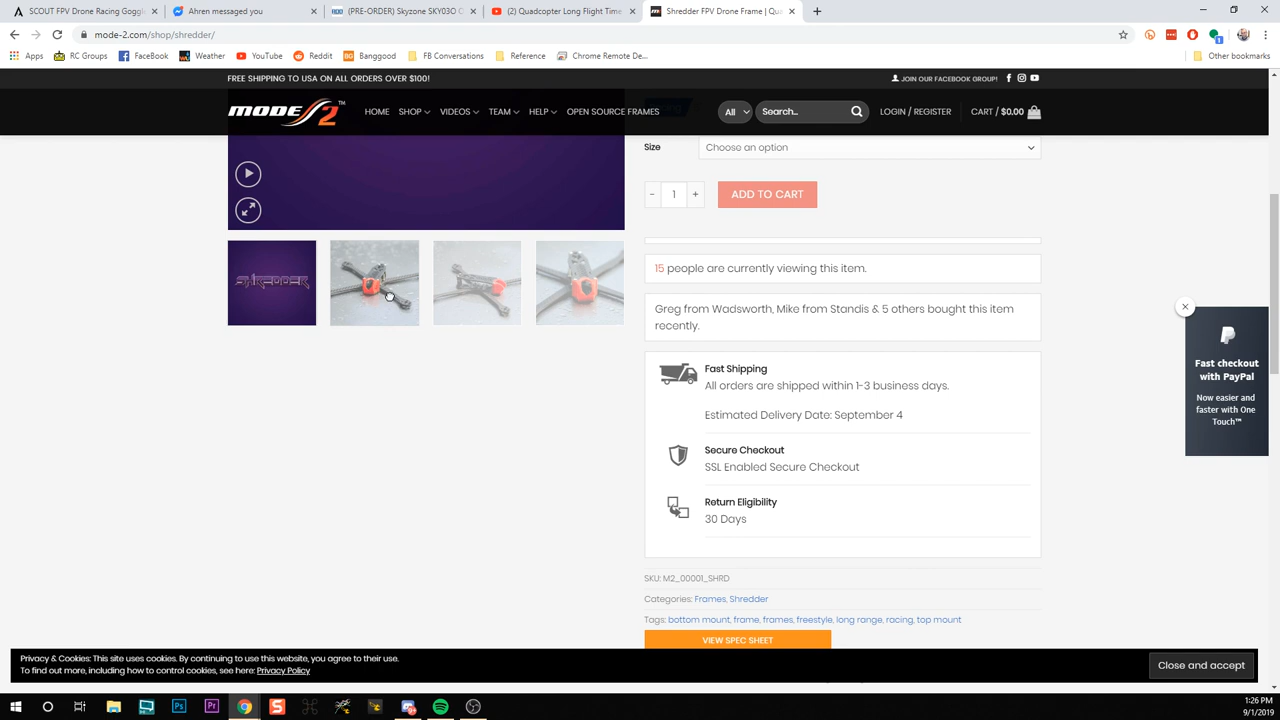 SCOUT FPV Drone Racing Goggl
Ahren messaged you
(PRE-ORDER) Skyzone SKY03O
(2) Quadcopter Long Flight Time
Shredder FPV Drone Frame | Qua
mode-2.com/shop/shredder/
Apps
RC Groups
FaceBook
Weather
YouTube
Reddit
Banggood
FB Conversations
Reference
Chrome Remote De...
Other bookmarks
FREE SHIPPING TO USA ON ALL ORDERS OVER $100!
JOIN OUR FACEBOOK GROUP!
MODE 2™
HOME
SHOP
VIDEOS
TEAM
HELP
OPEN SOURCE FRAMES
All
Search...
LOGIN / REGISTER
CART / $0.00
Size
Choose an option
- 1 +
ADD TO CART
SHREDDER
15 people are currently viewing this item.
Greg from Wadsworth, Mike from Standis & 5 others bought this item
recently.
Fast Shipping
All orders are shipped within 1-3 business days.
Estimated Delivery Date: September 4
Secure Checkout
SSL Enabled Secure Checkout
Return Eligibility
30 Days
SKU: M2_00001_SHRD
Categories: Frames, Shredder
Tags: bottom mount, frame, frames, freestyle, long range, racing, top mount
VIEW SPEC SHEET
Fast checkout
with PayPal
Now easier and
faster with One
Touch™
Privacy & Cookies: This site uses cookies. By continuing to use this website, you agree to their use.
To find out more, including how to control cookies, see here: Privacy Policy
Close and accept
1:26 PM
9/1/2019